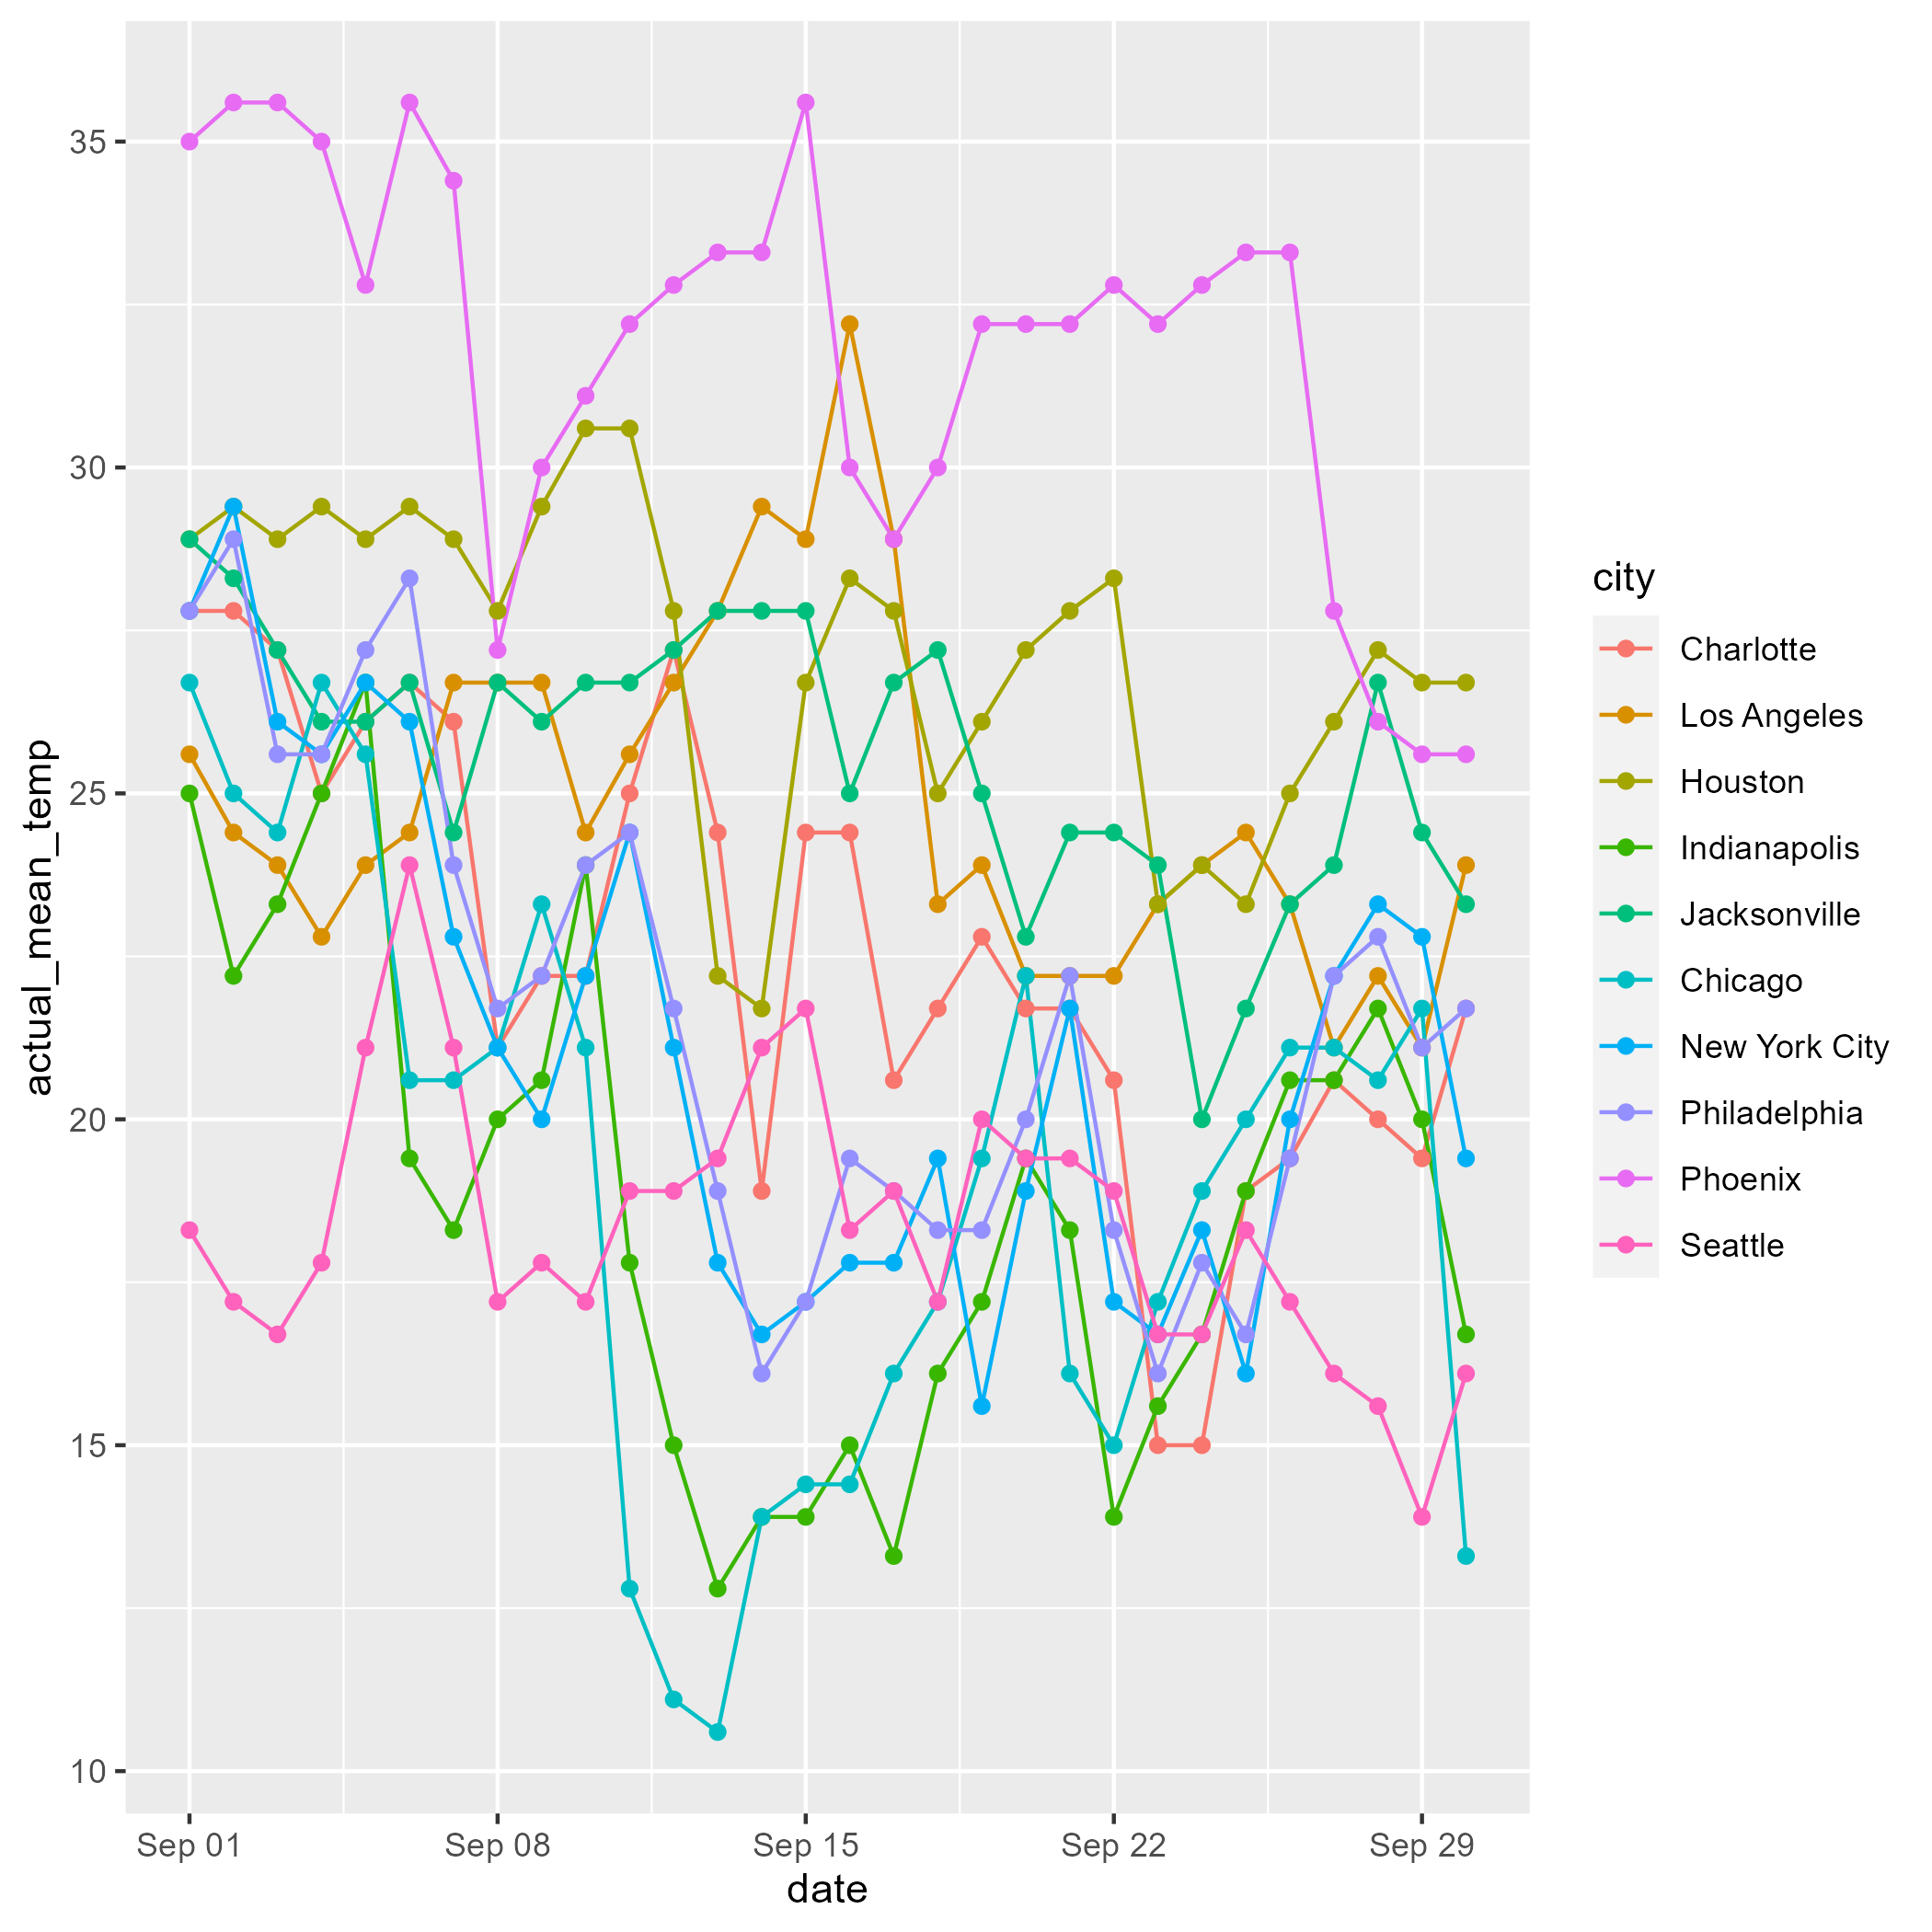 35
30
25
20
15
10
actual_mean_temp
Sep 01
Sep 08
Sep 15
Sep 22
Sep 29
date
city
Charlotte
Los Angeles
Houston
Indianapolis
Jacksonville
Chicago
New York City
Philadelphia
Phoenix
Seattle